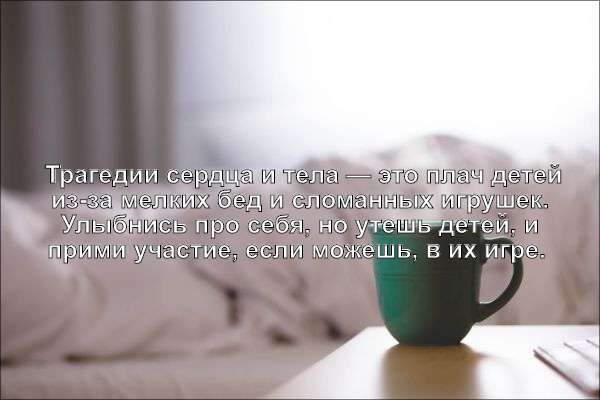 Трагедии сердца и тела — это плач детей
из-за мелких бед и сломанных игрушек.
Улыбнись про себя, но утешь детей, и
прими участие, если можешь, в их игре.